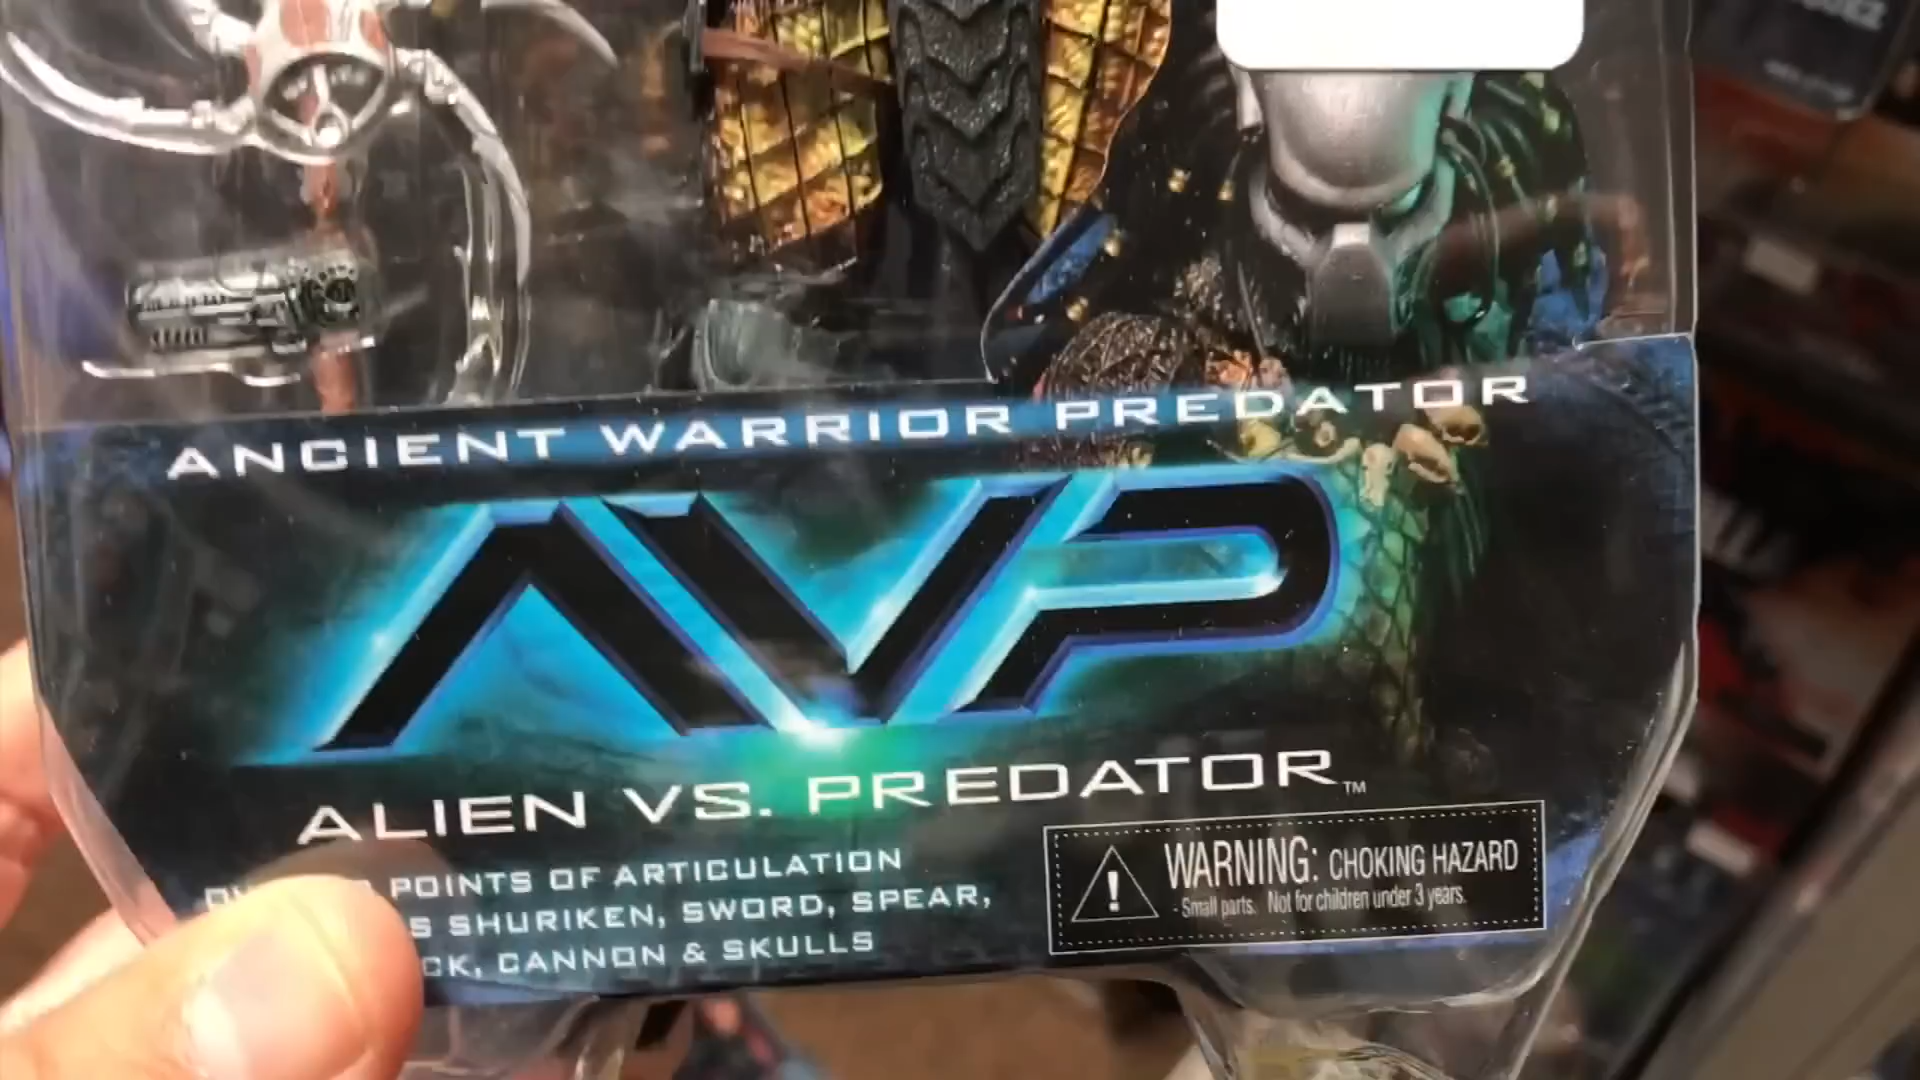 ANCIENT WARRIOR PREDATOR
AVP
ALIEN VS. PREDATOR™
POINTS OF ARTICULATION
SHURIKEN, SWORD, SPEAR,
CANNON & SKULLS
WARNING: CHOKING HAZARD
- Small parts. Not for children under 3 years.